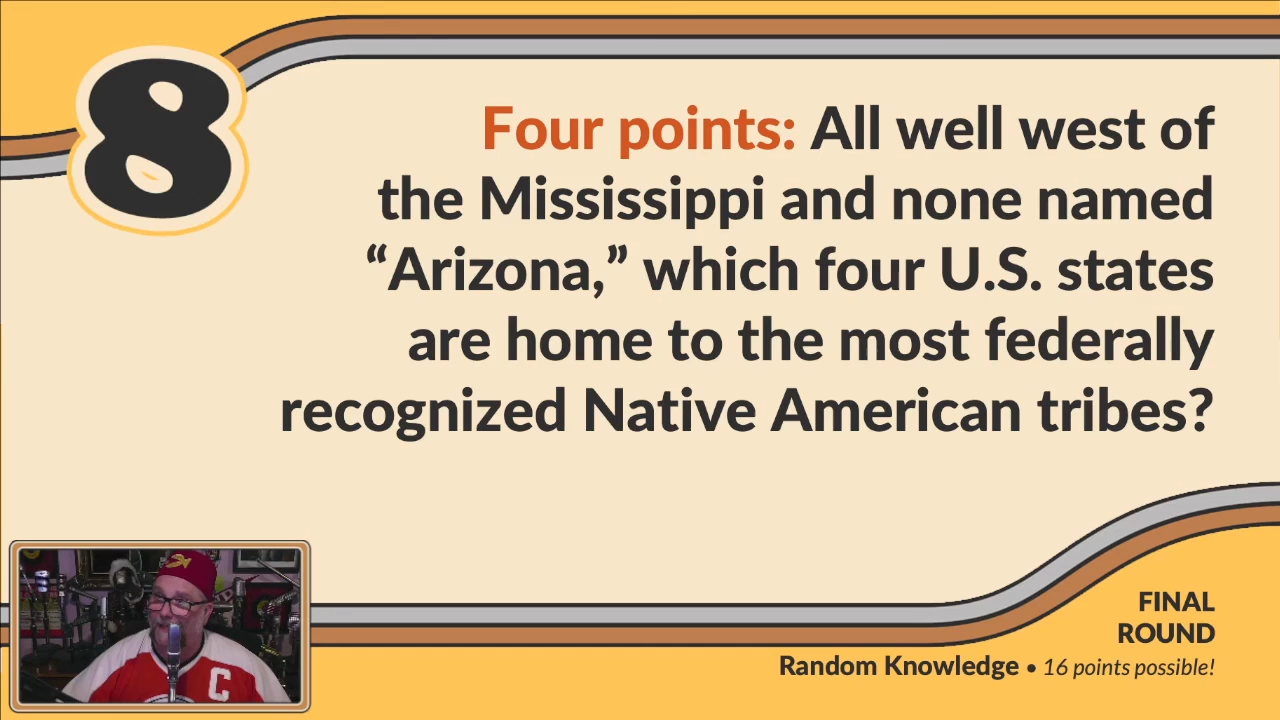 8
Four points: All well west of
the Mississippi and none named
“Arizona,” which four U.S. states
are home to the most federally
recognized Native American tribes?
C
FINAL
ROUND
Random Knowledge • 16 points possible!